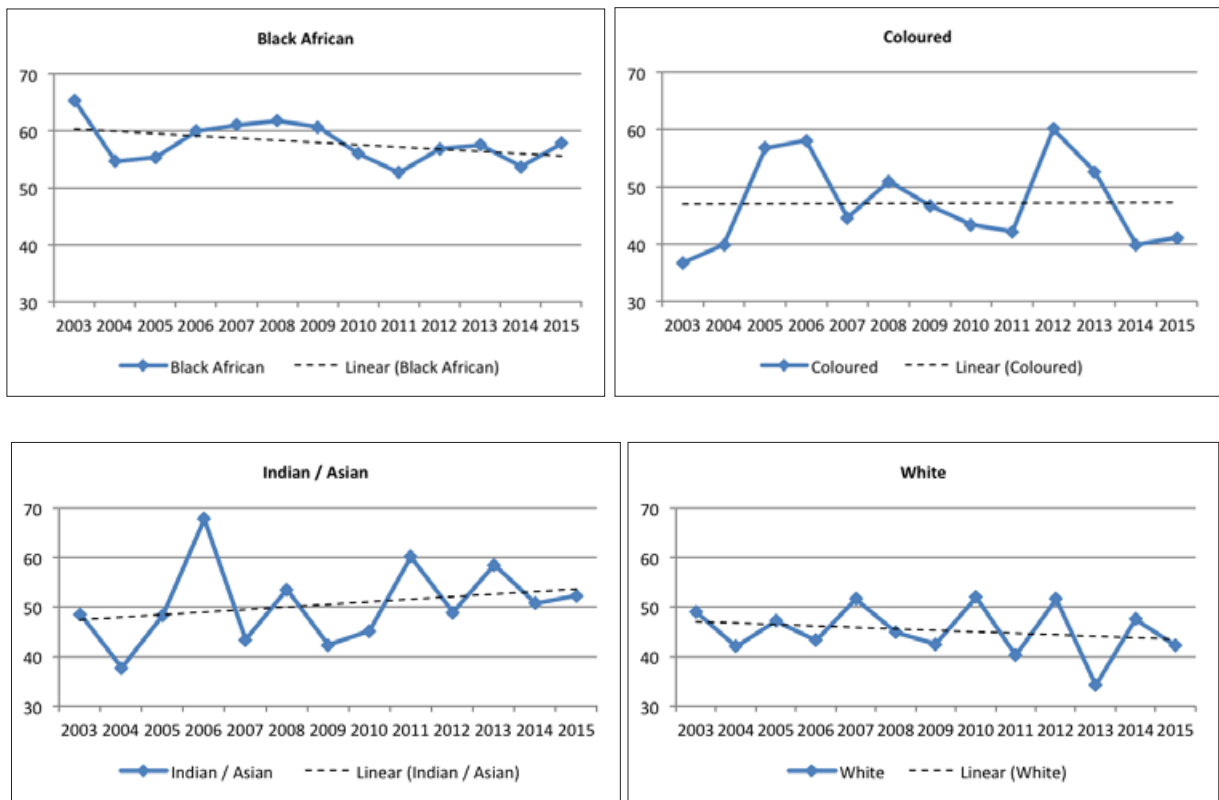 Black African
70
60
50
40
30
2003 2004 2005 2006 2007 2008 2009 2010 2011 2012 2013 2014 2015
Black African Linear (Black African)
Coloured
70
60
50
40
30
2003 2004 2005 2006 2007 2008 2009 2010 2011 2012 2013 2014 2015
Coloured Linear (Coloured)
Indian / Asian
70
60
50
40
30
2003 2004 2005 2006 2007 2008 2009 2010 2011 2012 2013 2014 2015
Indian / Asian Linear (Indian / Asian)
White
70
60
50
40
30
2003 2004 2005 2006 2007 2008 2009 2010 2011 2012 2013 2014 2015
White Linear (White)